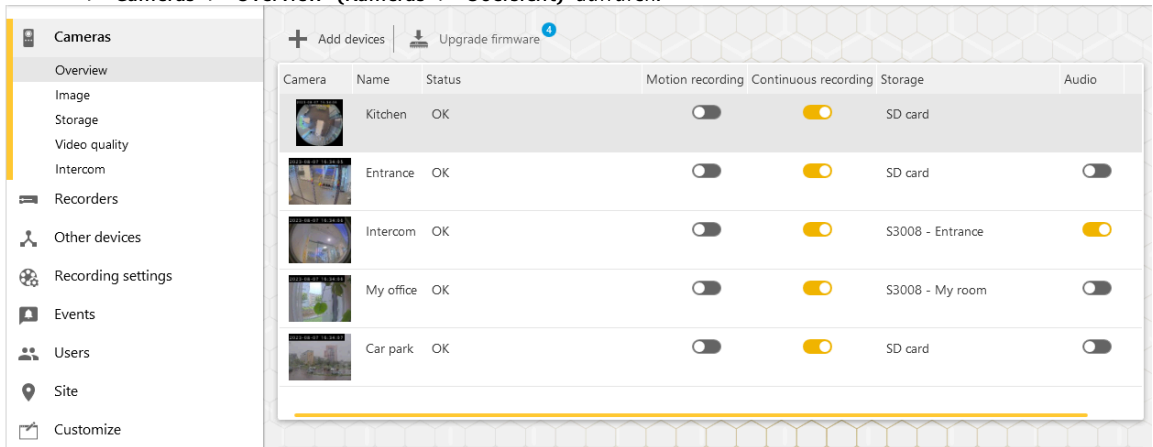 Cameras
Overview
Image
Storage
Video quality
Intercom
Recorders
Other devices
Recording settings
Events
Users
Site
Customize
Add devices
Upgrade firmware 4
Camera Name Status Motion recording Continuous recording Storage Audio
Kitchen OK SD card
Entrance OK SD card
Intercom OK S3008 - Entrance
My office OK S3008 - My room
Car park OK SD card